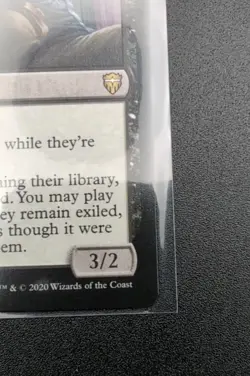 while they're
ning their library,
d. You may play
ey remain exiled,
s though it were
em.
3/2
™ & © 2020 Wizards of the Coast